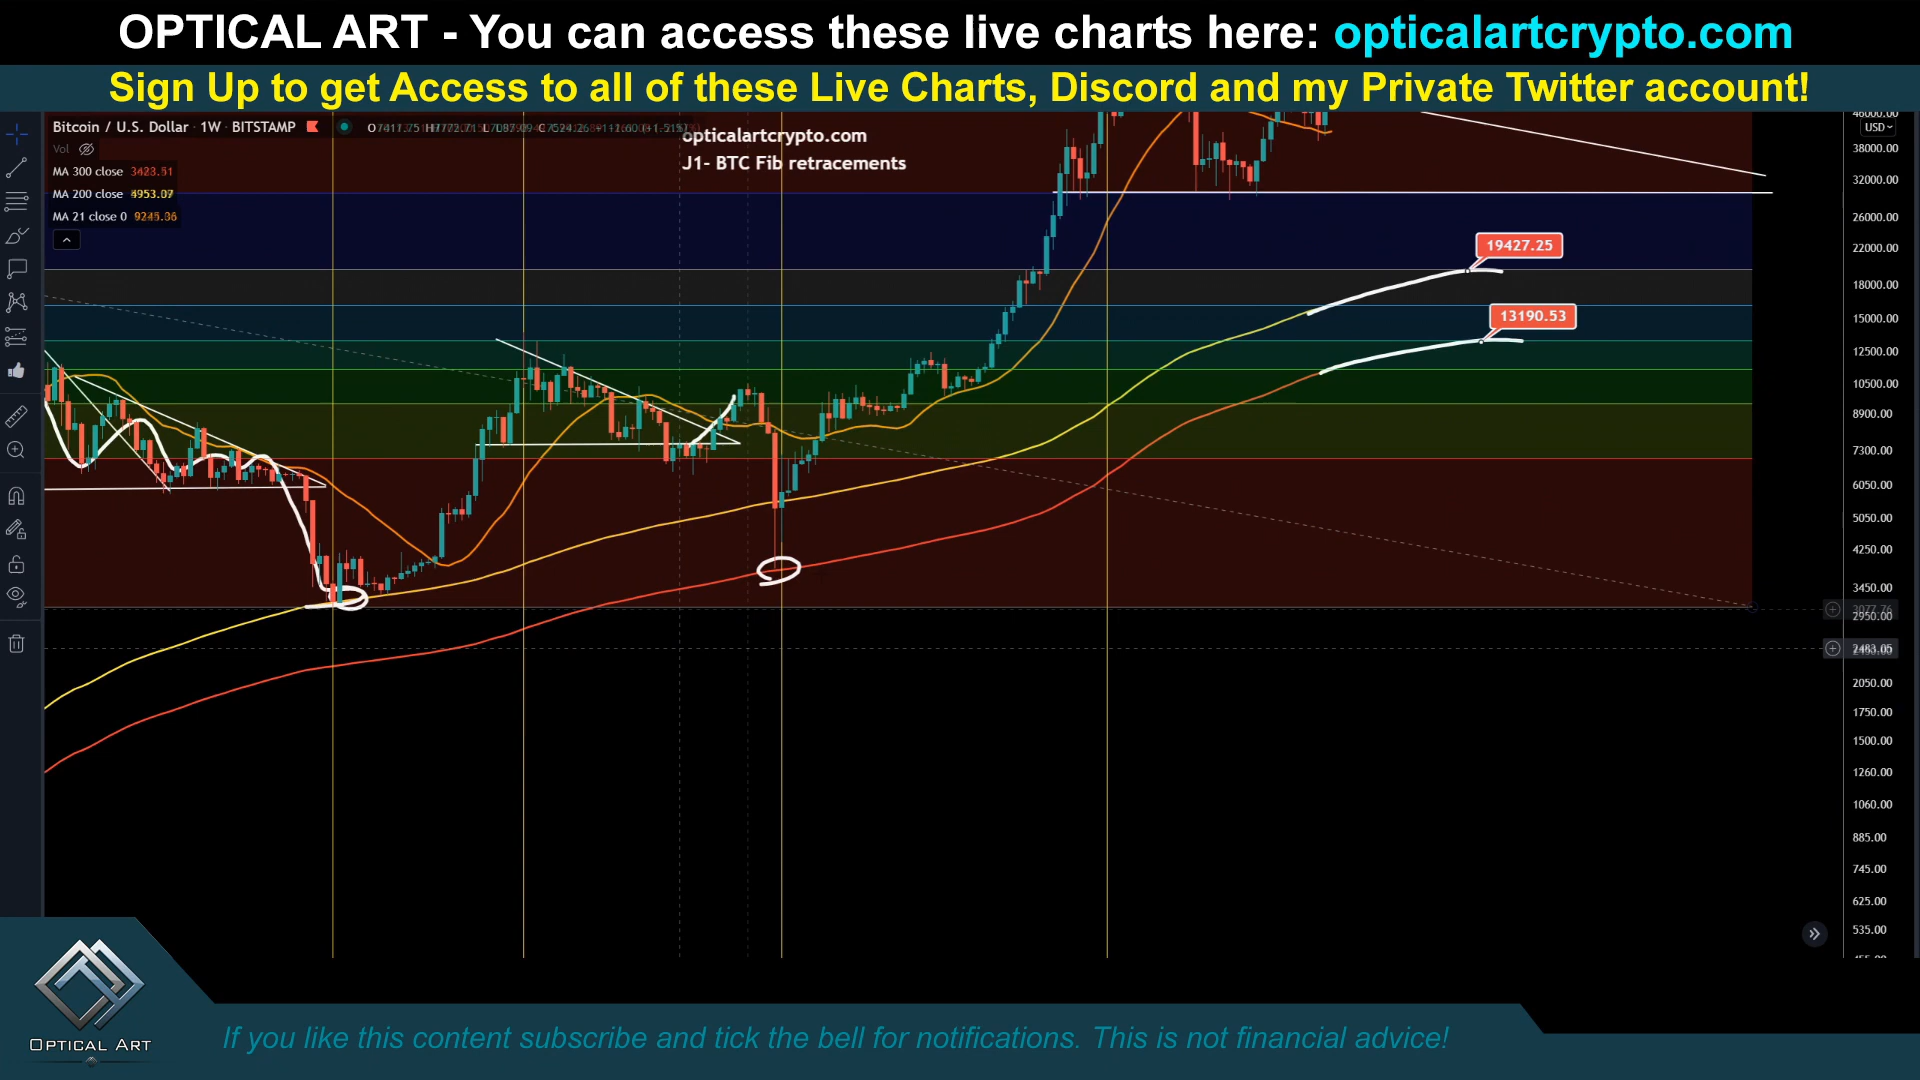 OPTICAL ART - You can access these live charts here: opticalartcrypto.com
Sign Up to get Access to all of these Live Charts, Discord and my Private Twitter account!
Bitcoin / U.S. Dollar · 1W · BITSTAMP
opticalartcrypto.com
J1- BTC Fib retracements
Vol
MA 300 close 3423.51
MA 200 close 4953.07
MA 21 close 0
USD
38000.00
32000.00
26000.00
22000.00
18000.00
15000.00
12500.00
10500.00
8900.00
7300.00
6050.00
5050.00
4250.00
3450.00
2950.00
2483.05
2050.00
1750.00
1500.00
1260.00
1060.00
885.00
745.00
625.00
535.00
19427.25
13190.53
OPTICAL ART
If you like this content subscribe and tick the bell for notifications. This is not financial advice!